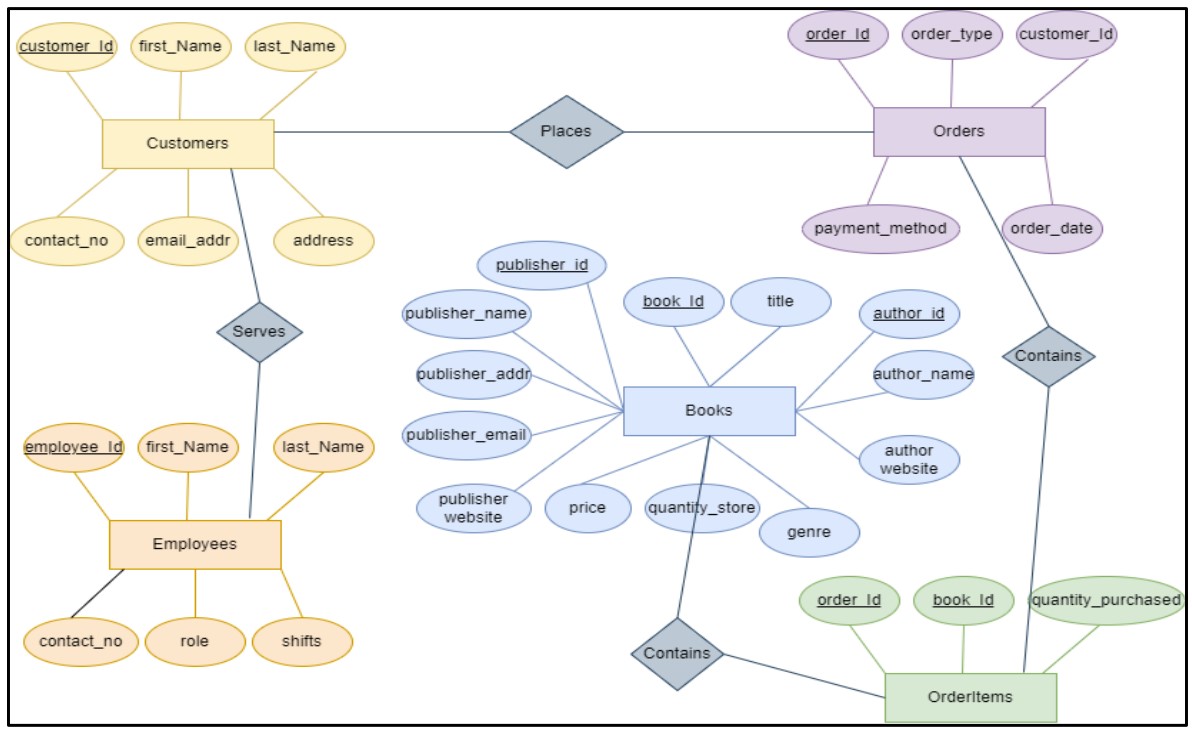 customer_Id
first_Name
last_Name
Customers
contact_no
email_addr
address
Places
order_Id
order_type
customer_Id
Orders
payment_method
order_date
Serves
Contains
publisher_id
publisher_name
publisher_addr
publisher_email
publisher
website
book_Id
title
author_id
author_name
author
website
Books
price
quantity_store
genre
employee_Id
first_Name
last_Name
Employees
contact_no
role
shifts
Contains
order_Id
book_Id
quantity_purchased
OrderItems